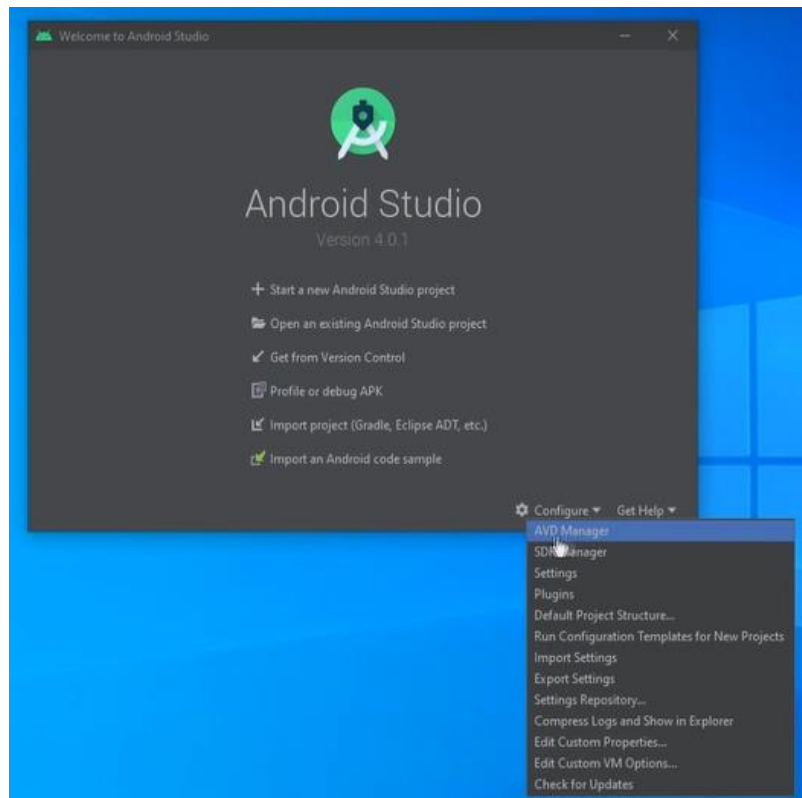 Welcome to Android Studio
Android Studio
Version 4.0.1
Start a new Android Studio project
Open an existing Android Studio project
Get from Version Control
Profile or debug APK
Import project (Gradle, Eclipse ADT, etc.)
Import an Android code sample
Configure Get Help
AVD Manager
SDK Manager
Settings
Plugins
Default Project Structure...
Run Configuration Templates for New Projects
Import Settings
Export Settings
Settings Repository...
Compress Logs and Show in Explorer
Edit Custom Properties...
Edit Custom VM Options...
Check for Updates